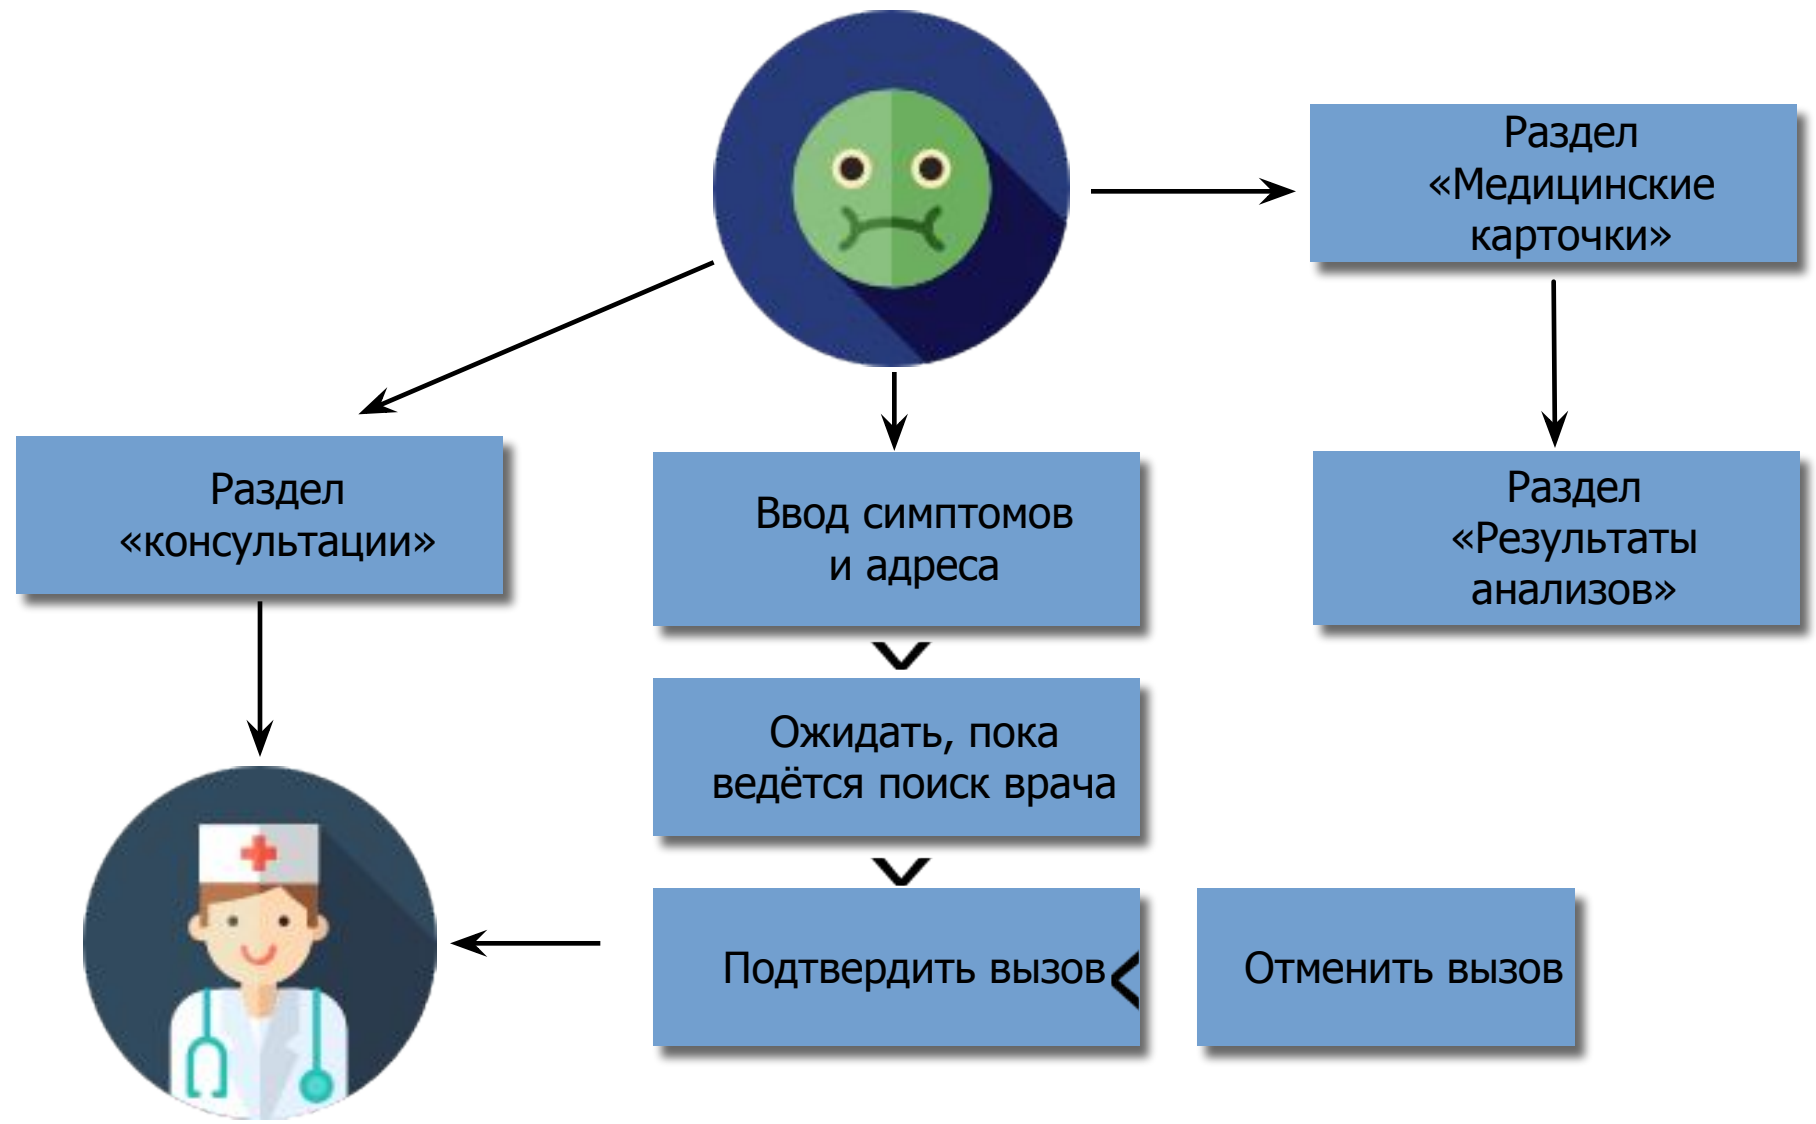 Раздел
«Медицинские
карточки»
Раздел
«консультации»
Ввод симптомов
и адреса
Раздел
«Результаты
анализов»
Ожидать, пока
ведётся поиск врача
Подтвердить вызов
Отменить вызов